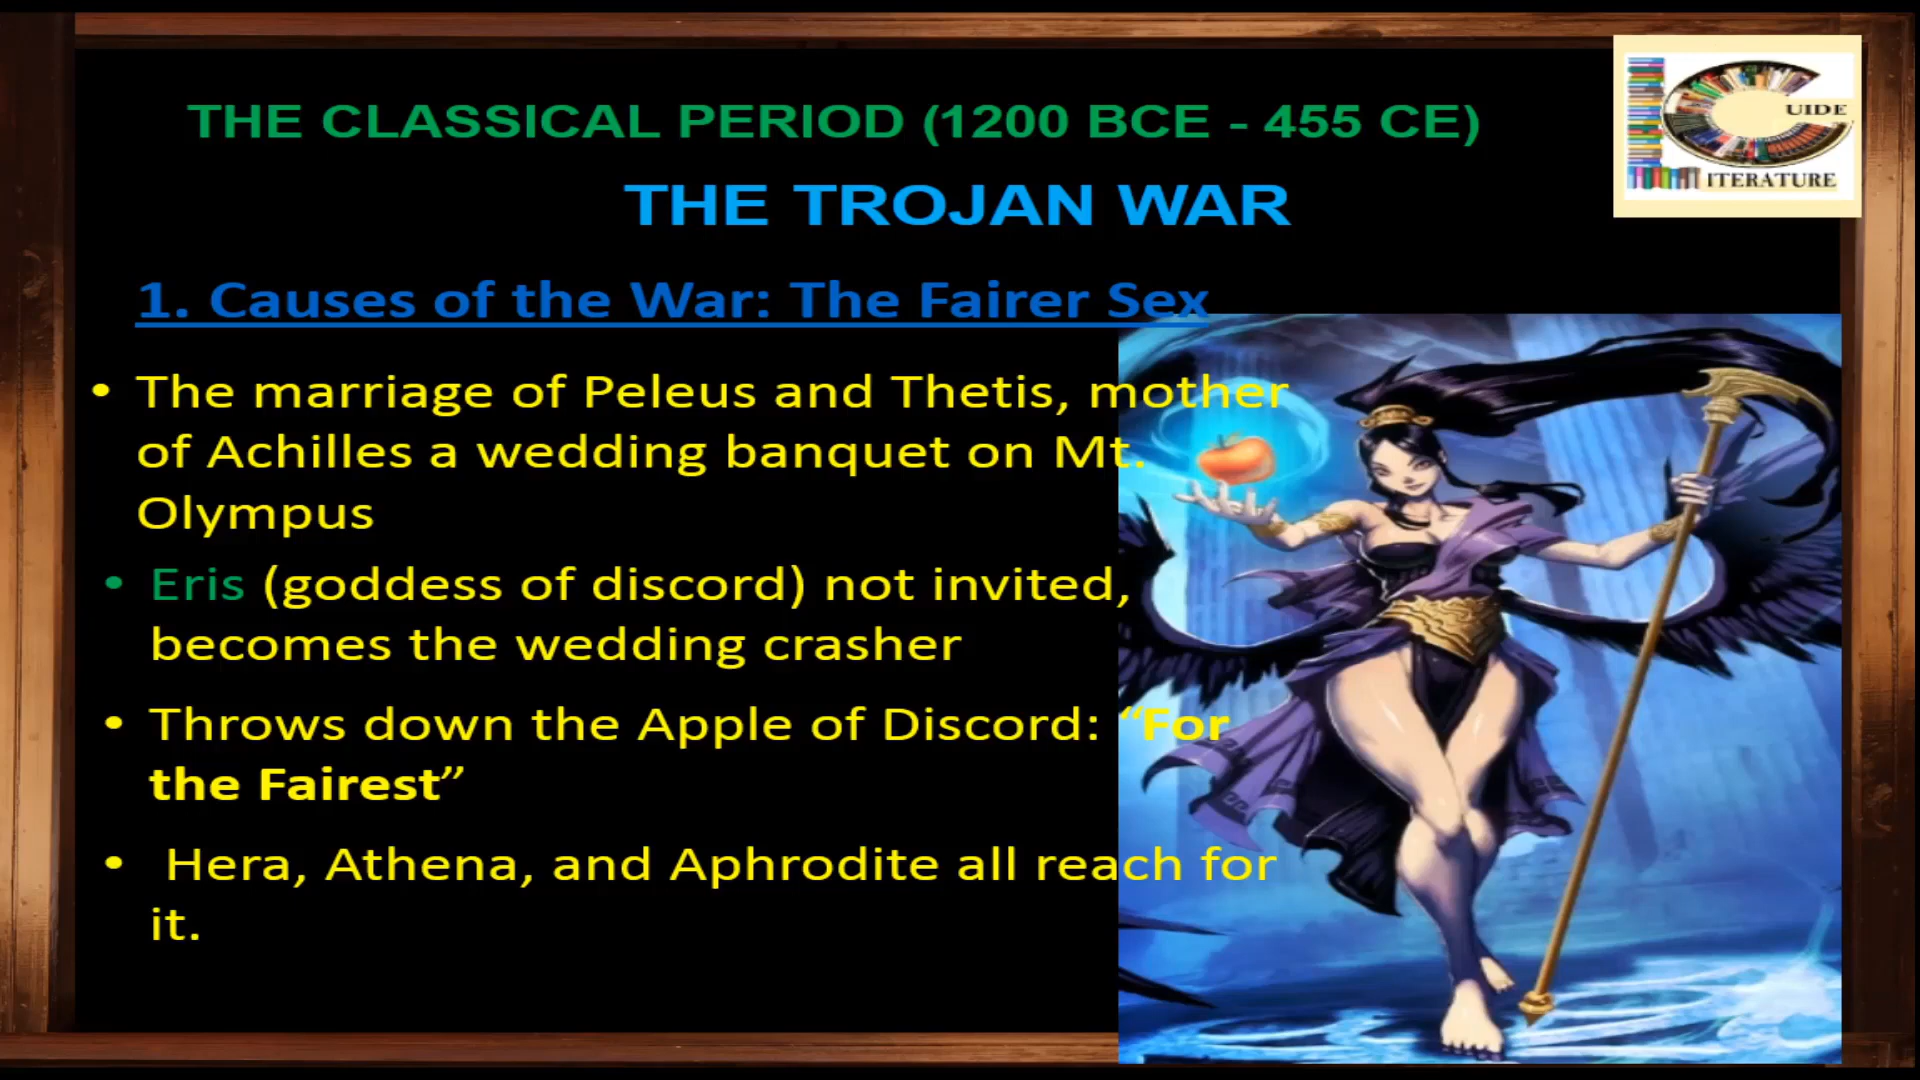 THE CLASSICAL PERIOD (1200 BCE - 455 CE)
UIDE
ITERATURE
THE TROJAN WAR
1. Causes of the War: The Fairer Sex
• The marriage of Peleus and Thetis, mother
of Achilles a wedding banquet on Mt.
Olympus
• Eris (goddess of discord) not invited,
becomes the wedding crasher
• Throws down the Apple of Discord: “For
the Fairest”
• Hera, Athena, and Aphrodite all reach for
it.